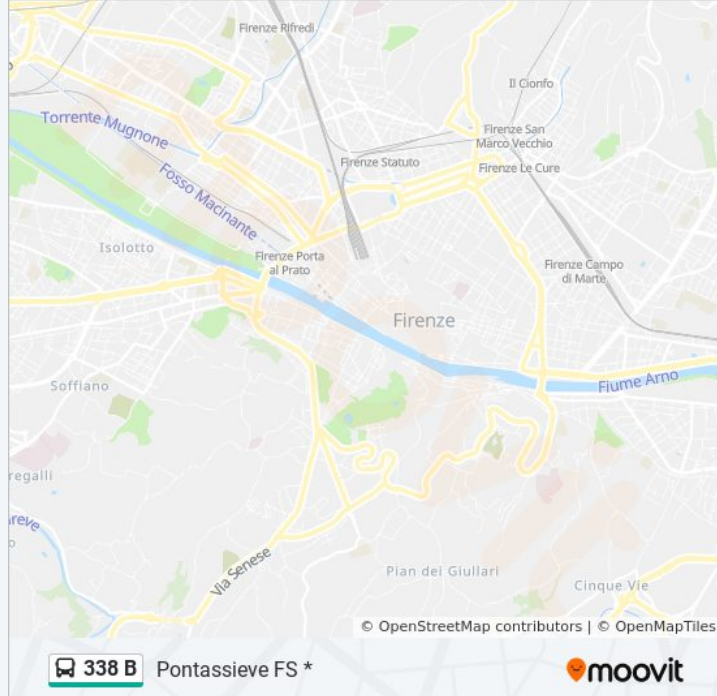 Firenze Rifredi
Il Cionfo
Torrente Mugnone
Firenze San
Marco Vecchio
Firenze Statuto
Firenze Le Cure
Fosso Macinante
Isolotto
Firenze Porta
al Prato
Firenze Campo
di Marte
Firenze
Fiume Arno
Soffiano
regalli
reve
Via Senese
Pian dei Giullari
Cinque Vie
© OpenStreetMap contributors | © OpenMapTiles
338 B Pontassieve FS *
moovit